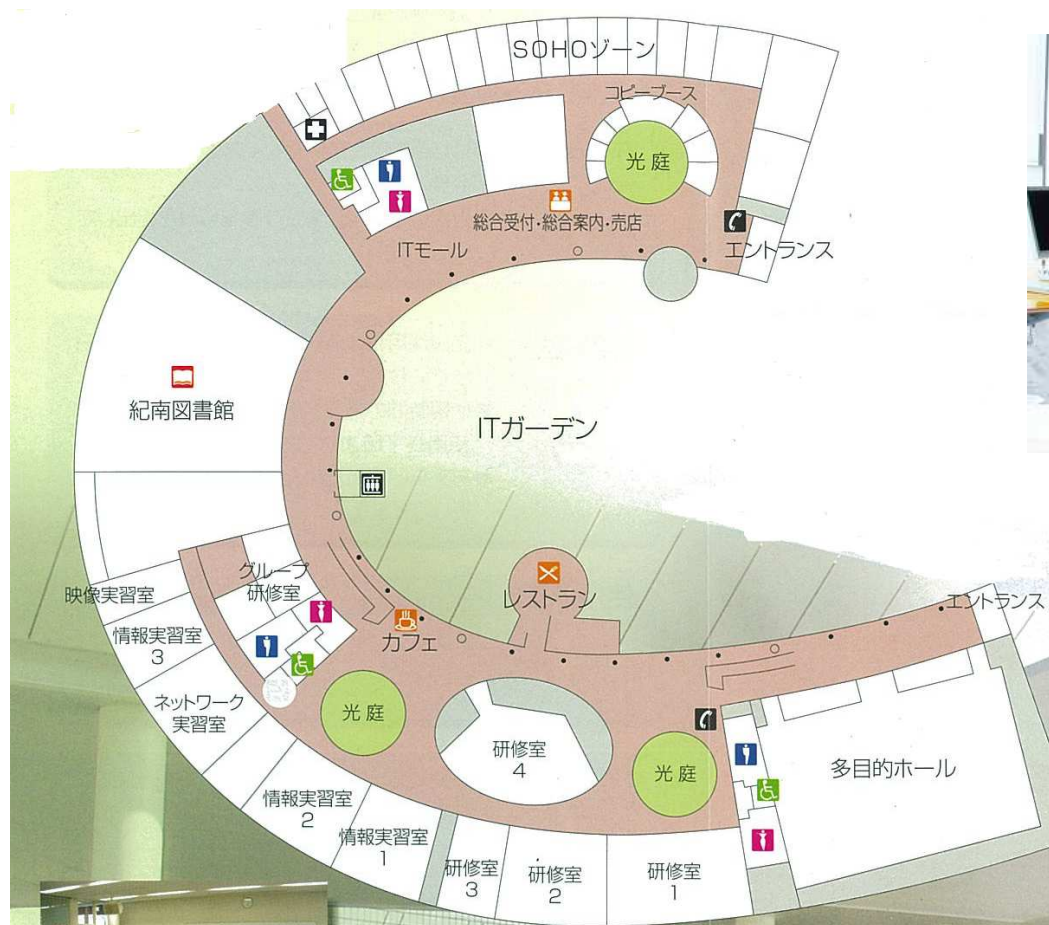 SOHOゾーン
コピーブース
光庭
総合受付・総合案内・売店
ITモール
エントランス
紀南図書館
ITガーデン
グループ
研修室
映像実習室
情報実習室
3
ネットワーク
実習室
カフェ
レストラン
エントランス
光庭
研修室
4
光庭
多目的ホール
情報実習室
2
情報実習室
1
研修室
3
研修室
2
研修室
1